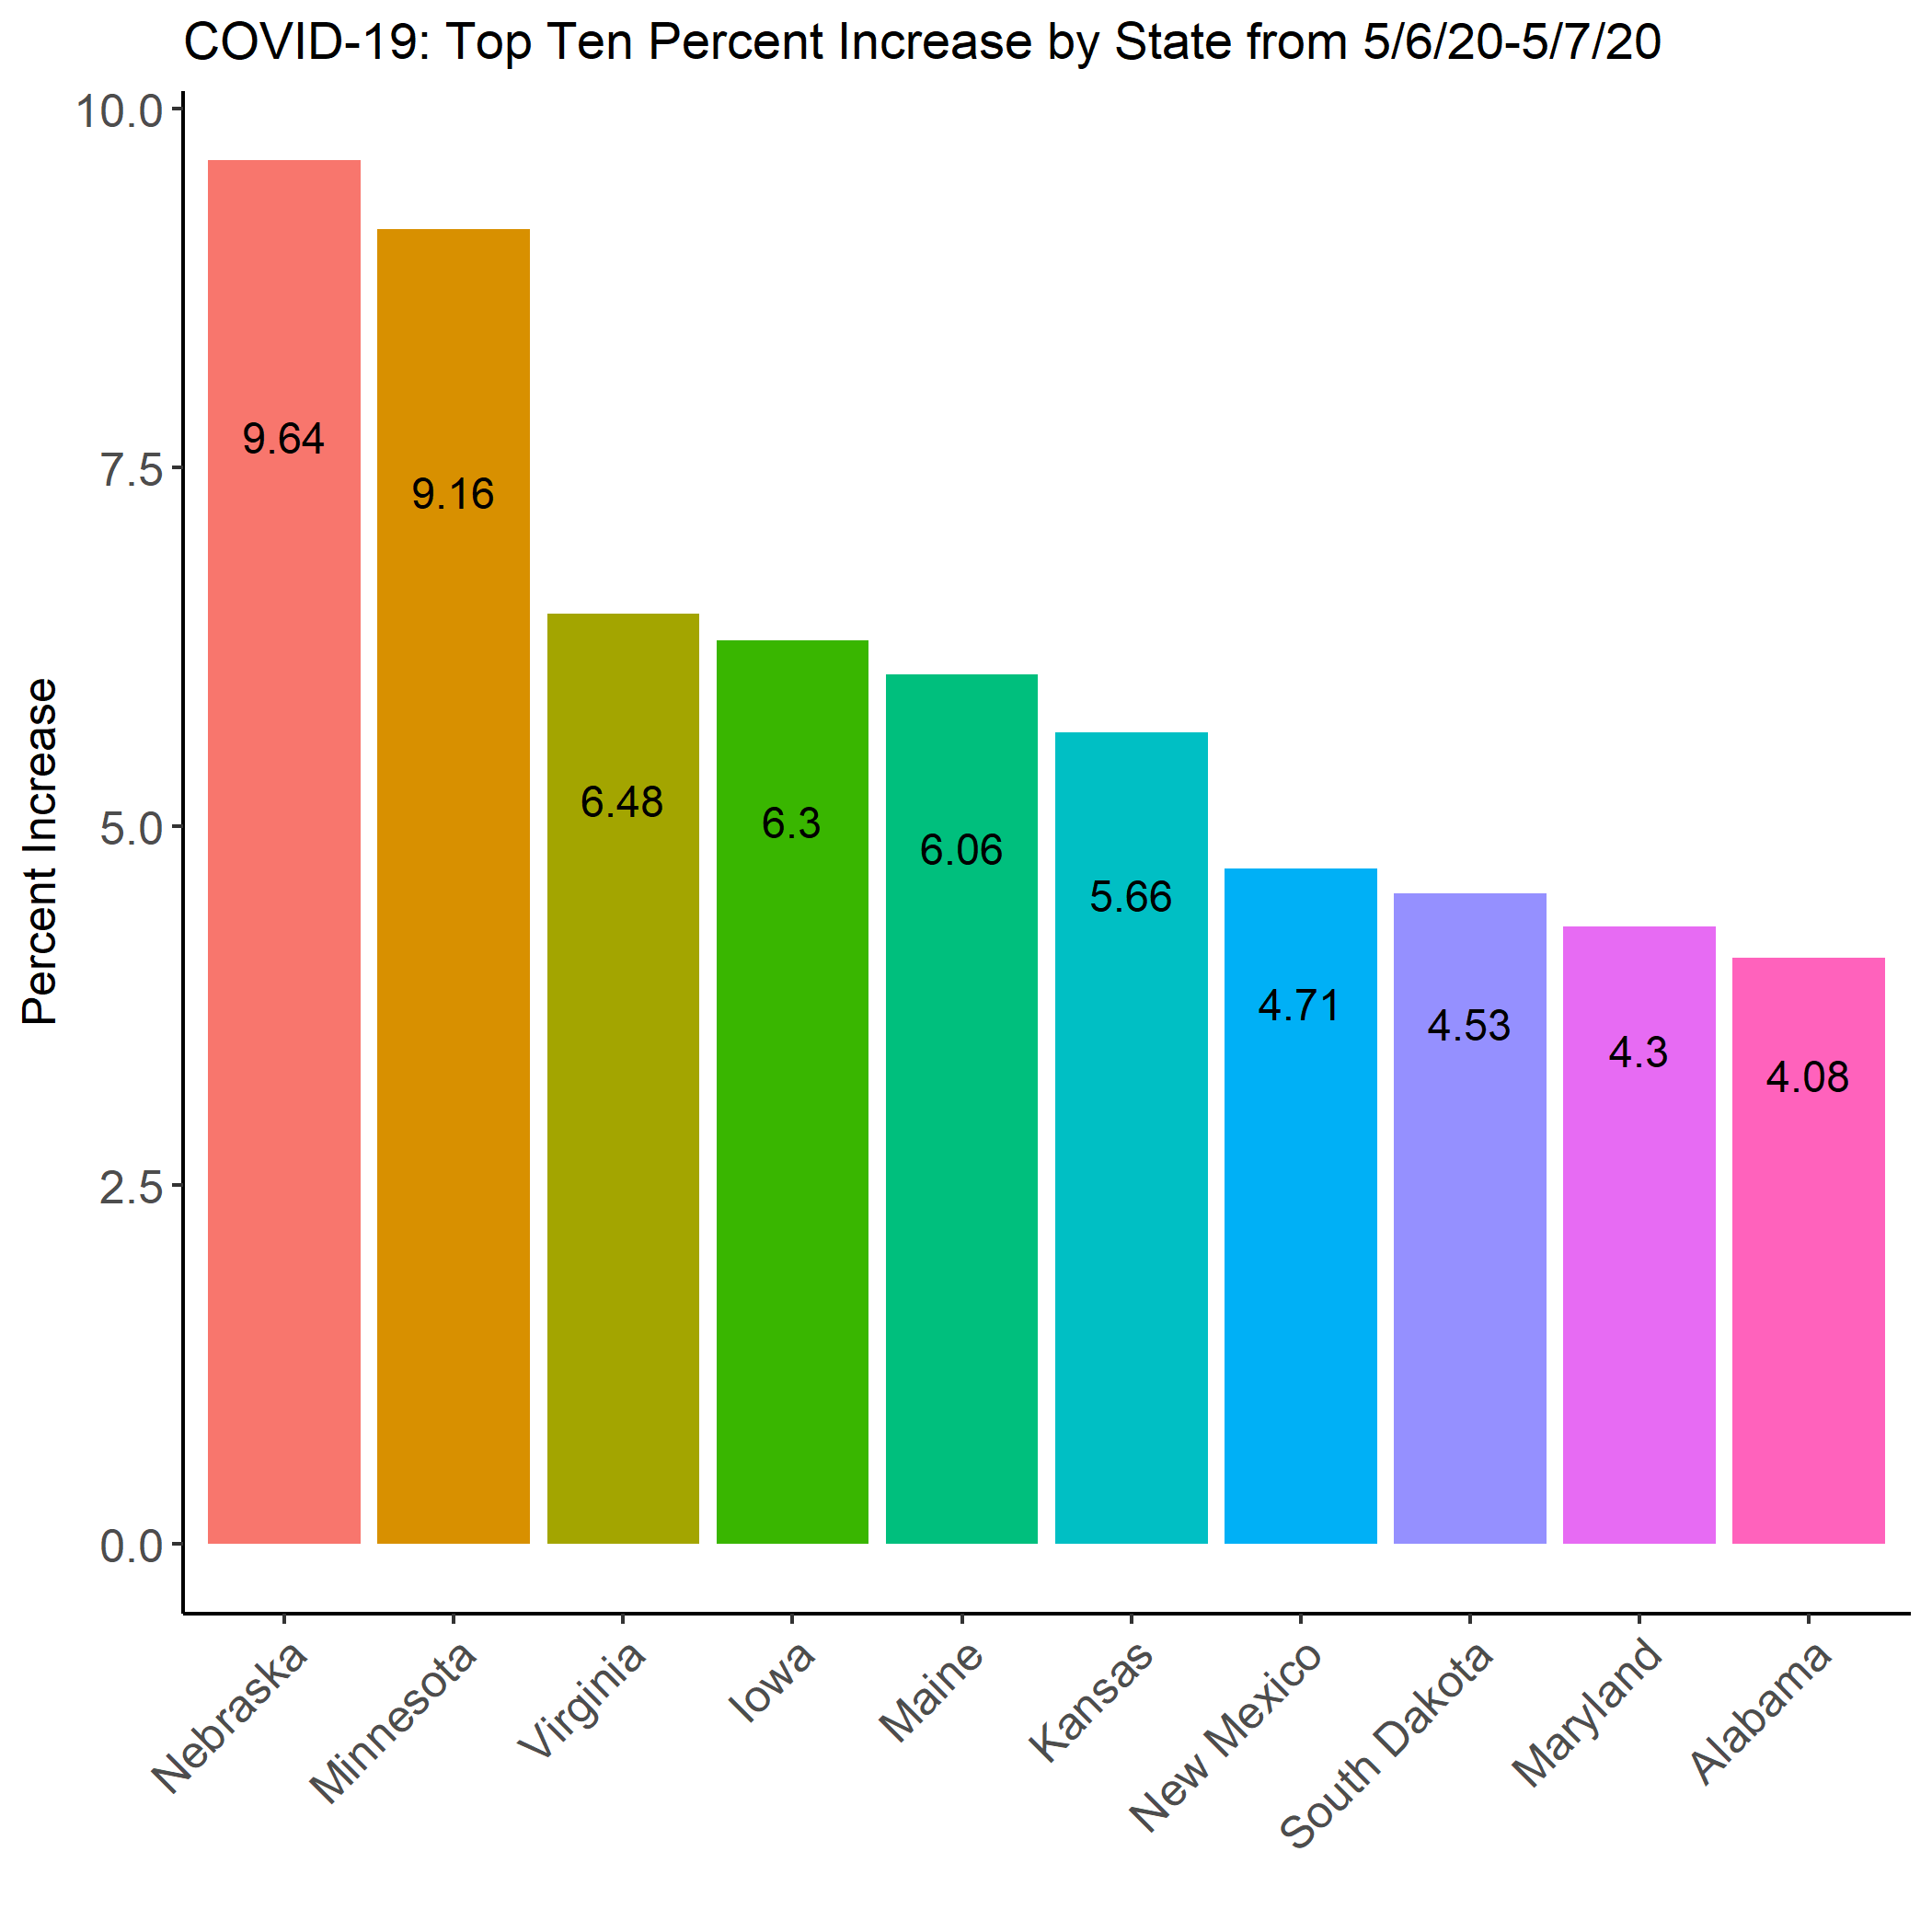 COVID-19: Top Ten Percent Increase by State from 5/6/20-5/7/20
Percent Increase
10.0
7.5
5.0
2.5
0.0
9.64
9.16
6.48
6.3
6.06
5.66
4.71
4.53
4.3
4.08
Nebraska
Minnesota
Virginia
Iowa
Maine
Kansas
New Mexico
South Dakota
Maryland
Alabama